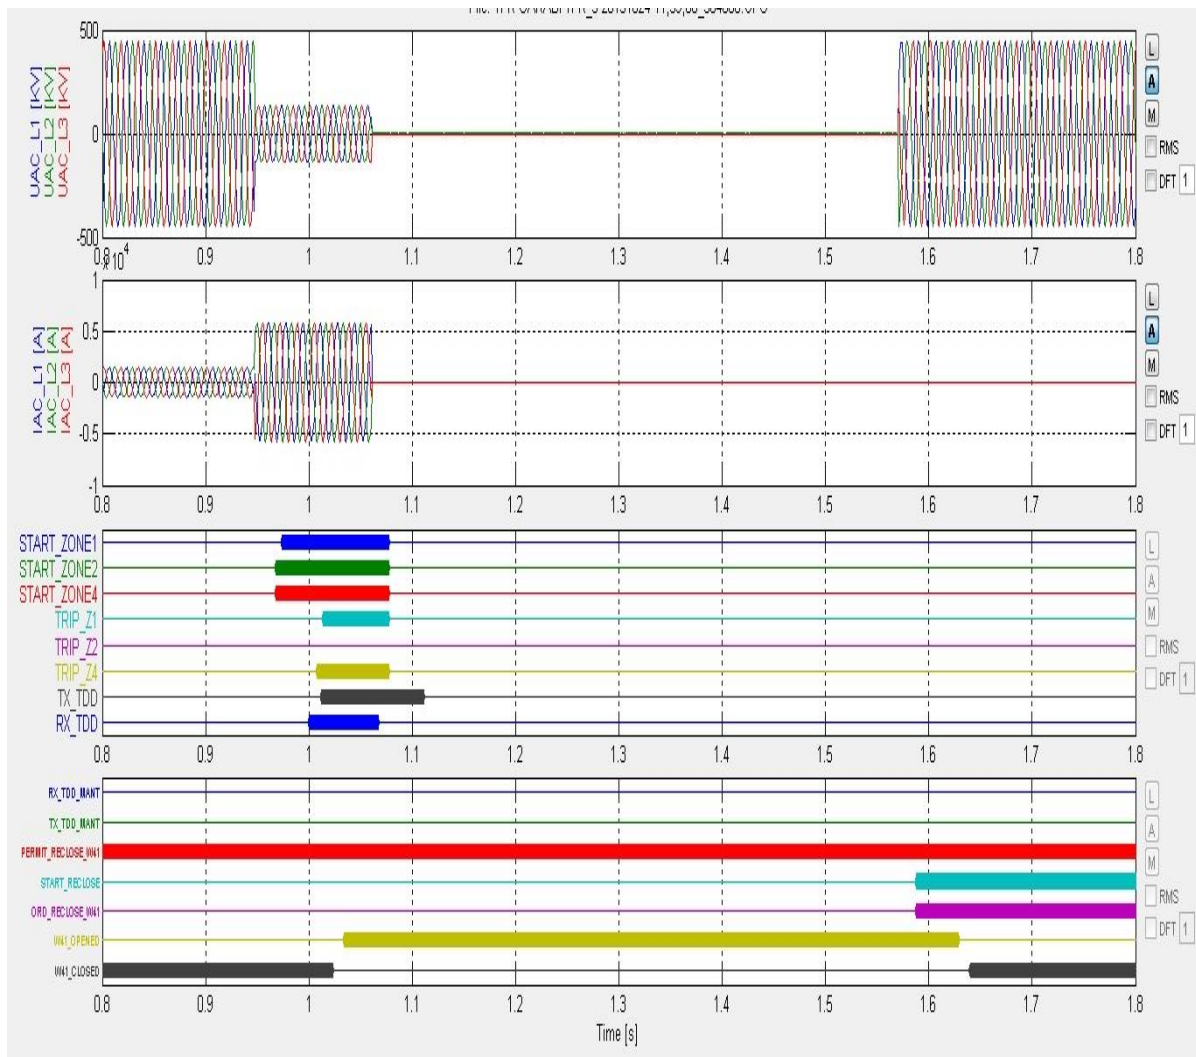 500
UAC_L1 [KV]
UAC_L2 [KV]
UAC_L3 [KV]
0
-500
L
A
M
RMS
DFT 1
0.8 0.9 1 1.1 1.2 1.3 1.4 1.5 1.6 1.7 1.8
x 10^4
1
IAC_L1 [A]
IAC_L2 [A]
IAC_L3 [A]
0.5
0
-0.5
-1
L
A
M
RMS
DFT 1
0.8 0.9 1 1.1 1.2 1.3 1.4 1.5 1.6 1.7 1.8
START_ZONE1
START_ZONE2
START_ZONE4
TRIP_Z1
TRIP_Z2
TRIP_Z4
TX_TDD
RX_TDD
L
A
M
RMS
DFT 1
0.8 0.9 1 1.1 1.2 1.3 1.4 1.5 1.6 1.7 1.8
RX_TDD_MANT
TX_TDD_MANT
PERMIT_RECLOSE_W41
START_RECLOSE
ORD_RECLOSE_W41
W41_OPENED
W41_CLOSED
L
A
M
RMS
DFT 1
0.8 0.9 1 1.1 1.2 1.3 1.4 1.5 1.6 1.7 1.8
Time [s]